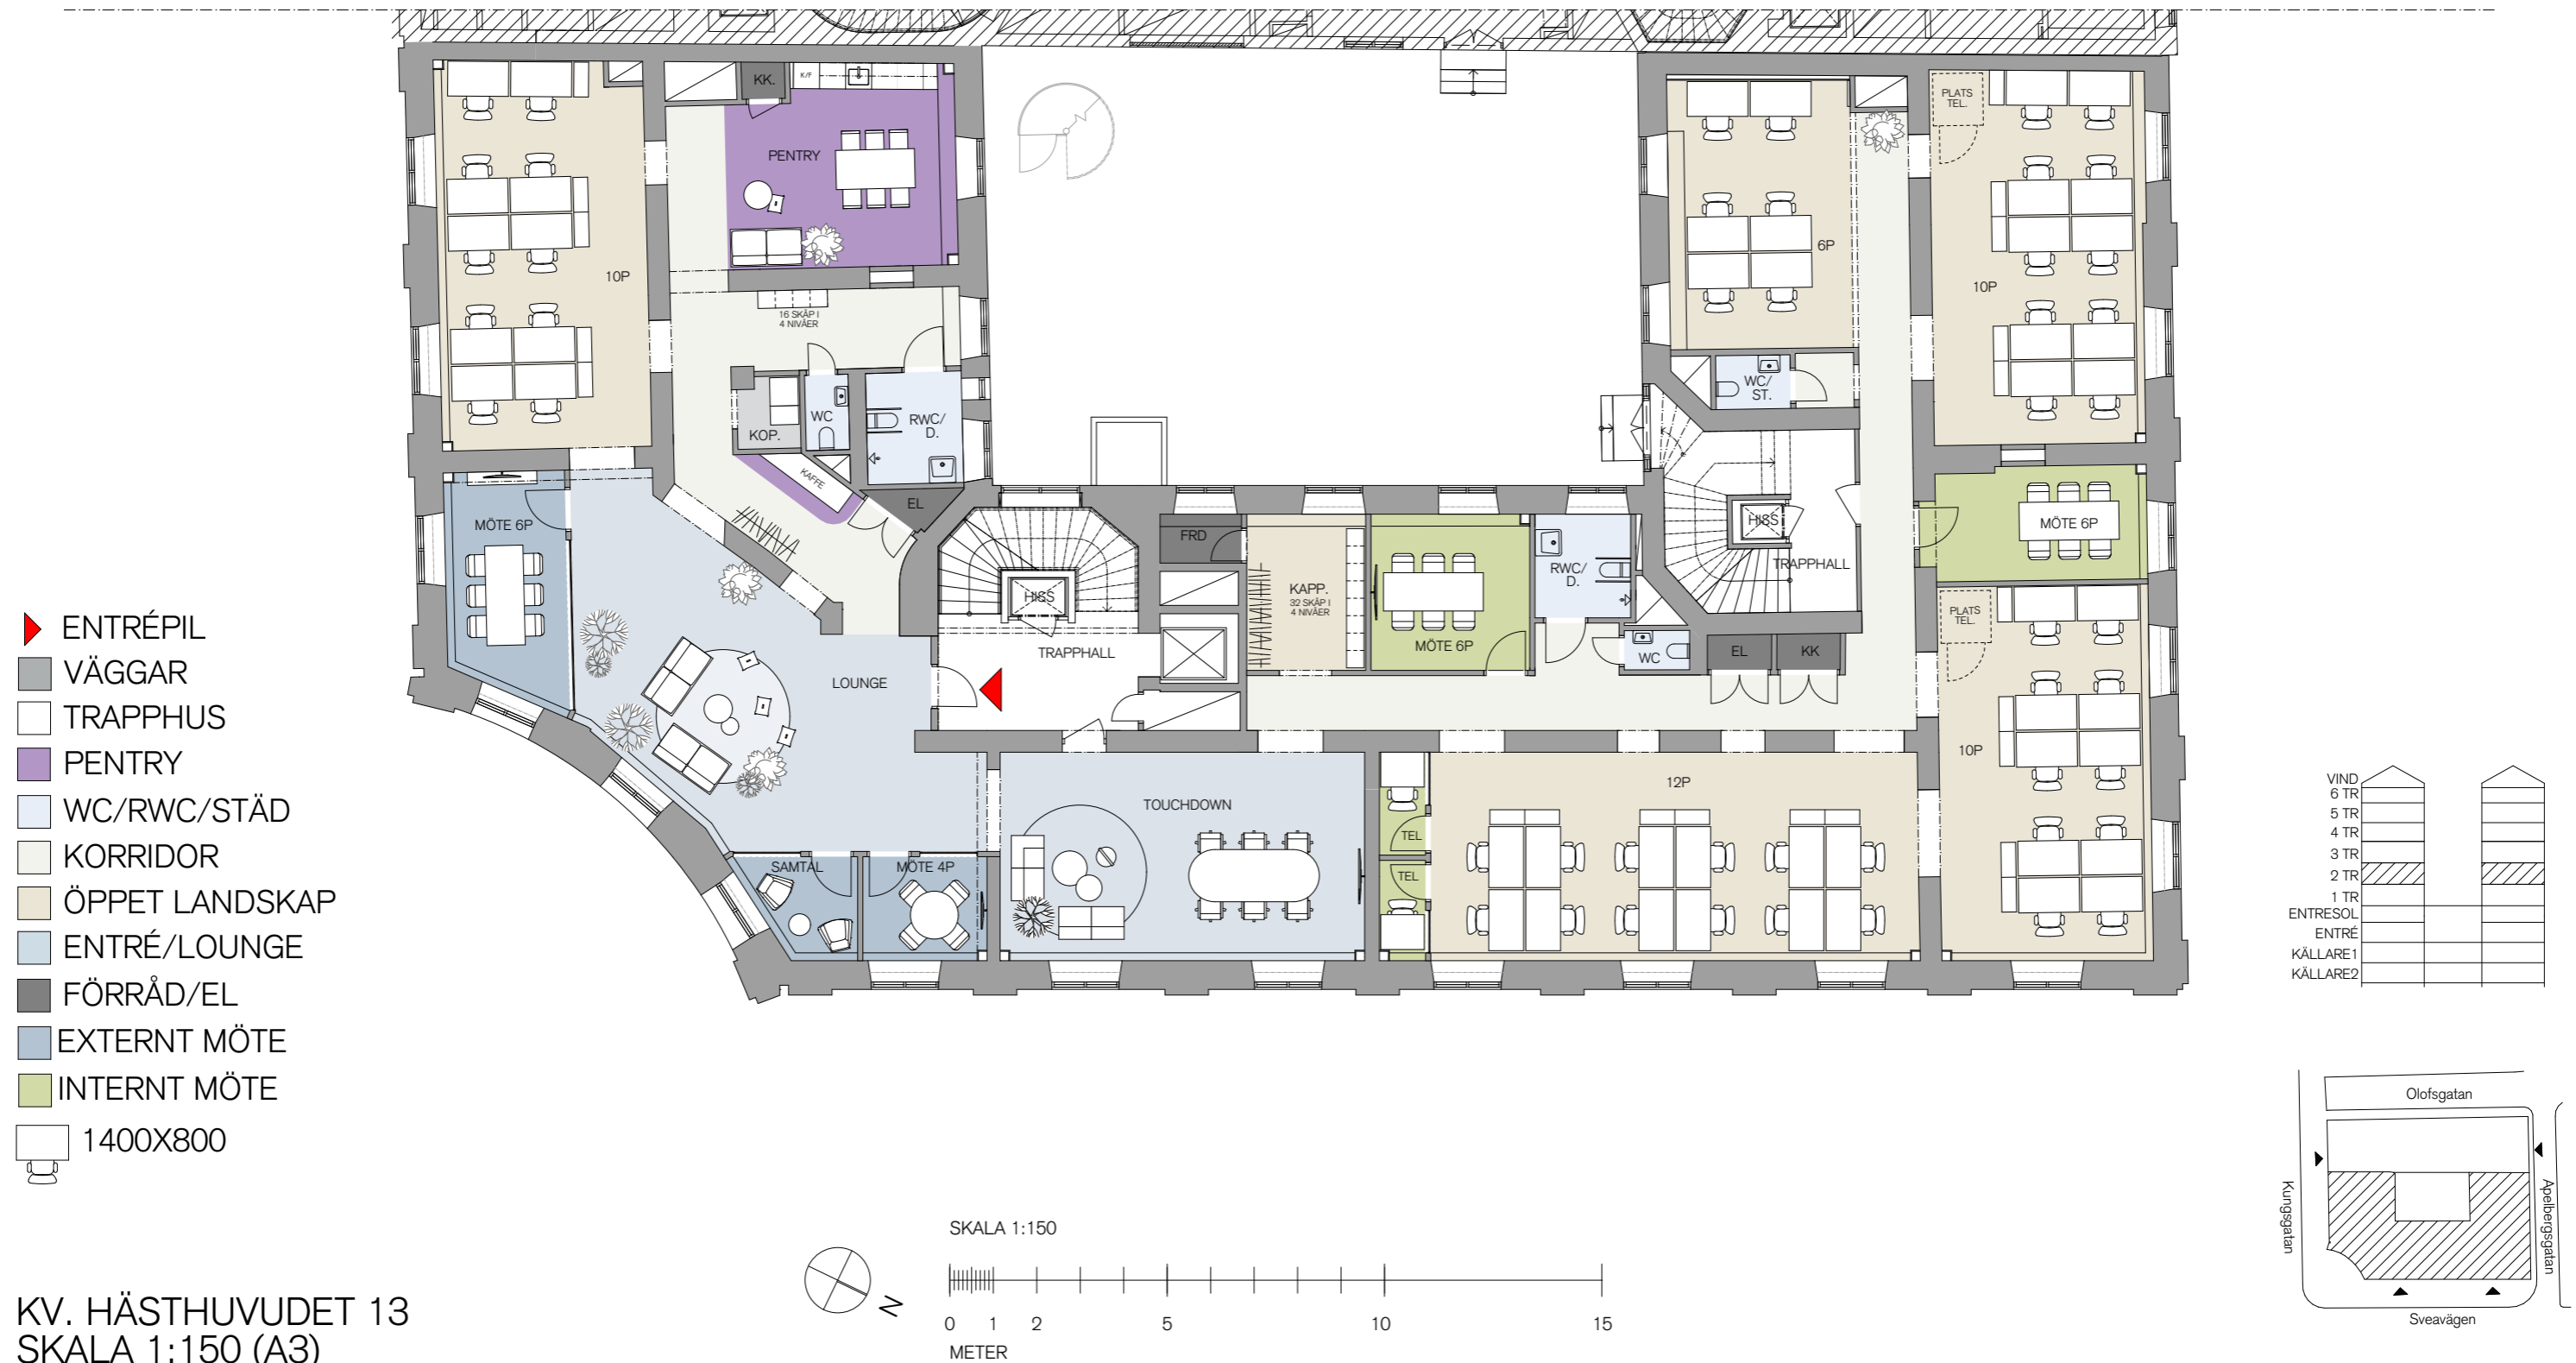 KK.
K/F
PENTRY
10P
16 SKÅP I
4 NIVÅER
KOP.
WC
RWC/
D.
KAFFE
EL
MÖTE 6P
HISS
TRAPPHALL
LOUNGE
SAMTAL
MÖTE 4P
TOUCHDOWN
FRD
KAPP.
32 SKÅP I
4 NIVÅER
MÖTE 6P
RWC/
D.
WC
EL
KK
TEL
TEL
12P
6P
WC/
ST.
HISS
TRAPPHALL
PLATS
TEL.
10P
MÖTE 6P
PLATS
TEL.
10P
ENTRÉPIL
VÄGGAR
TRAPPHUS
PENTRY
WC/RWC/STÄD
KORRIDOR
ÖPPET LANDSKAP
ENTRÉ/LOUNGE
FÖRRÅD/EL
EXTERNT MÖTE
INTERNT MÖTE
1400X800
VIND
6 TR
5 TR
4 TR
3 TR
2 TR
1 TR
ENTRESOL
ENTRÉ
KÄLLARE1
KÄLLARE2
Olofsgatan
Kungsgatan
Apelbergsgatan
Sveavägen
N
SKALA 1:150
0 1 2 5 10 15
METER
KV. HÄSTHUVUDET 13
SKALA 1:150 (A3)